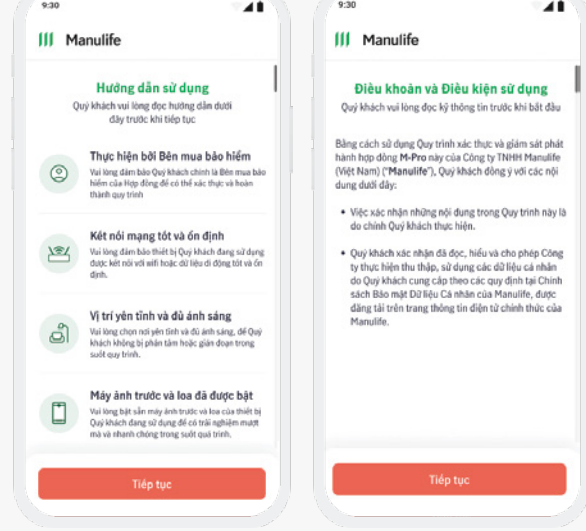 9:30
Manulife
Hướng dẫn sử dụng
Quý khách vui lòng đọc hướng dẫn dưới
đây trước khi tiếp tục
Thực hiện bởi Bên mua bảo hiểm
Vui lòng đảm bảo Quý khách chính là Bên mua bảo
hiểm của Hợp đồng để có thể xác thực và hoàn
thành quy trình
Kết nối mạng tốt và ổn định
Vui lòng đảm bảo thiết bị Quý khách đang sử dụng
được kết nối với wifi hoặc dữ liệu di động tốt và ổn
định.
Vị trí yên tĩnh và đủ ánh sáng
Vui lòng chọn nơi yên tĩnh và đủ ánh sáng, để Quý
khách không bị phân tâm hoặc gián đoạn trong
suốt quy trình.
Máy ảnh trước và loa đã được bật
Vui lòng bật sẵn máy ảnh trước và loa của thiết bị
Quý khách đang sử dụng để có trải nghiệm mượt
mà và nhanh chóng trong suốt quá trình.
Tiếp tục
9:30
Manulife
Điều khoản và Điều kiện sử dụng
Quý khách vui lòng đọc kỹ thông tin trước khi bắt đầu
Bằng cách sử dụng Quy trình xác thực và giám sát phát
hành hợp đồng M-Pro này của Công ty TNHH Manulife
(Việt Nam) ("Manulife"), Quý khách đồng ý với các nội
dung dưới đây:
• Việc xác nhận những nội dung trong Quy trình này là
do chính Quý khách thực hiện.
• Quý khách xác nhận đã đọc, hiểu và cho phép Công
ty thực hiện thu thập, sử dụng các dữ liệu cá nhân
do Quý khách cung cấp theo các quy định tại Chính
sách Bảo mật Dữ liệu Cá nhân của Manulife, được
đăng tải trên trang thông tin điện tử chính thức của
Manulife.
Tiếp tục